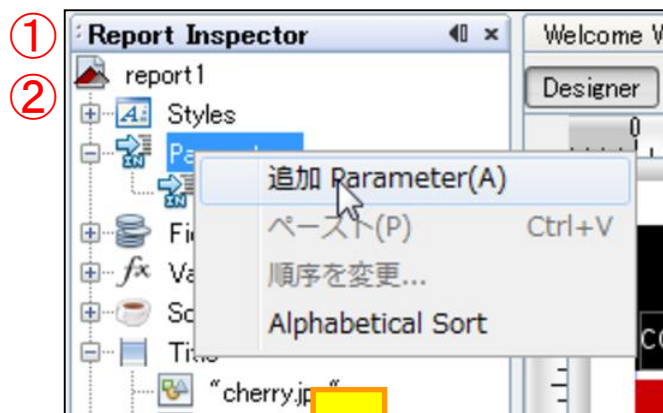 ① Report Inspector Welcome
② report1
Designer
Styles
0
追加 Parameter(A)
ペースト(P) Ctrl+V
順序を変更...
Alphabetical Sort
"cherry.jp